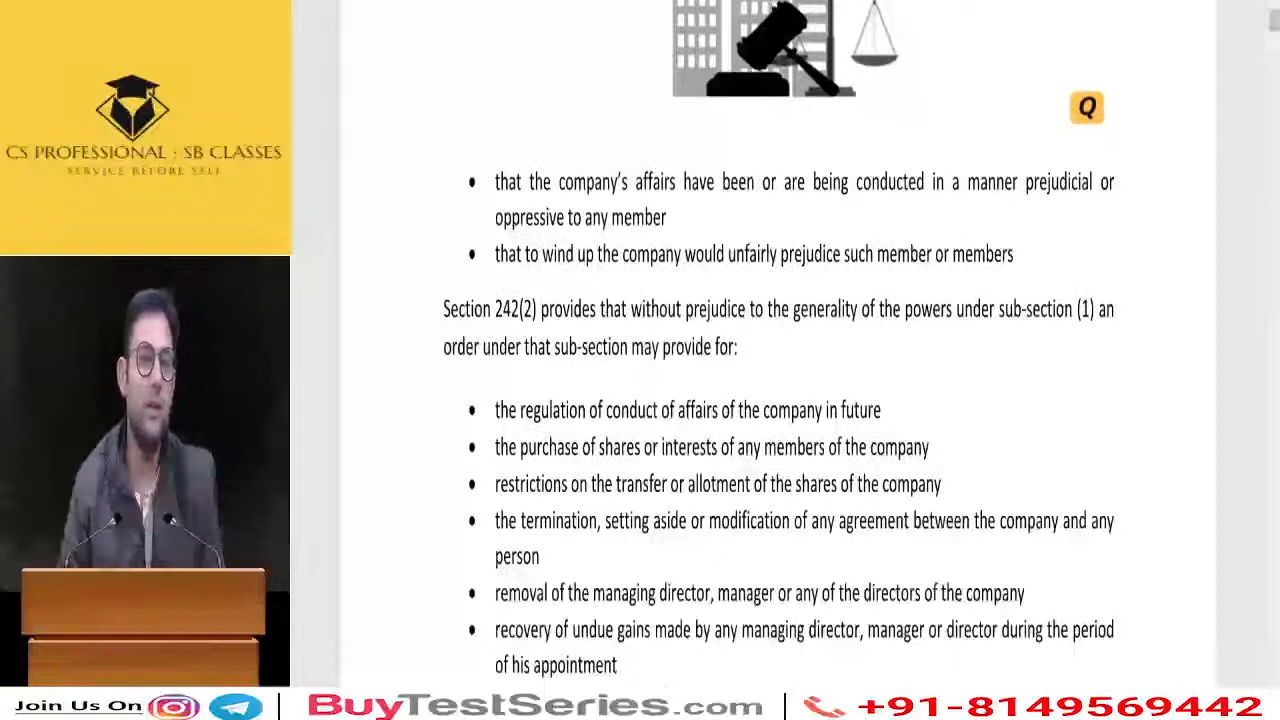 CS PROFESSIONAL : SB CLASSES
SERVICE BEFORE SELF
Q
• that the company’s affairs have been or are being conducted in a manner prejudicial or
oppressive to any member
• that to wind up the company would unfairly prejudice such member or members
Section 242(2) provides that without prejudice to the generality of the powers under sub-section (1) an
order under that sub-section may provide for:
• the regulation of conduct of affairs of the company in future
• the purchase of shares or interests of any members of the company
• restrictions on the transfer or allotment of the shares of the company
• the termination, setting aside or modification of any agreement between the company and any
person
• removal of the managing director, manager or any of the directors of the company
• recovery of undue gains made by any managing director, manager or director during the period
of his appointment
Join Us On | BuyTestSeries.com | +91-8149569442